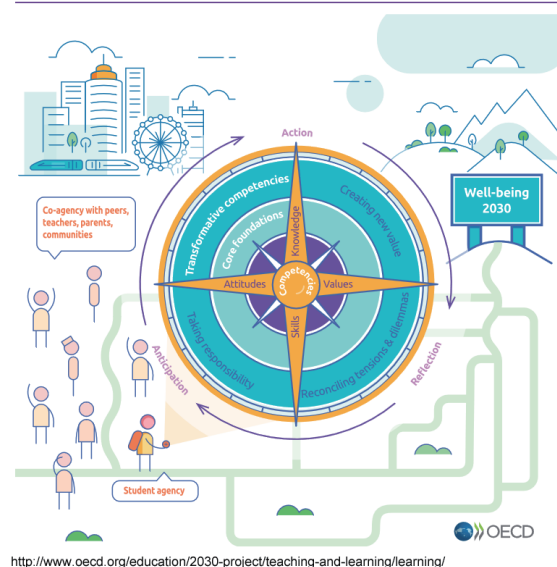 Action
Transformative competencies
Creating new value
Core foundations
Knowledge
Well-being
2030
Co-agency with peers,
teachers, parents,
communities
Attitudes
Competencies
Values
Skills
Taking responsibility
Reconciling tensions & dilemmas
Anticipation
Reflection
Student agency
OECD
http://www.oecd.org/education/2030-project/teaching-and-learning/learning/